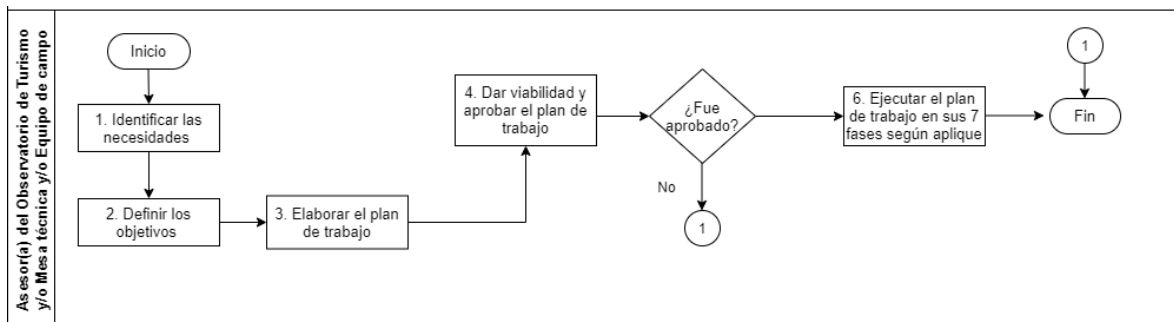 Asesor(a) del Observatorio de Turismo
y/o Mesa técnica y/o Equipo de campo
Inicio
1. Identificar las
necesidades
2. Definir los
objetivos
3. Elaborar el plan
de trabajo
4. Dar viabilidad y
aprobar el plan de
trabajo
¿Fue
aprobado?
No
1
6. Ejecutar el plan
de trabajo en sus 7
fases según aplique
1
Fin